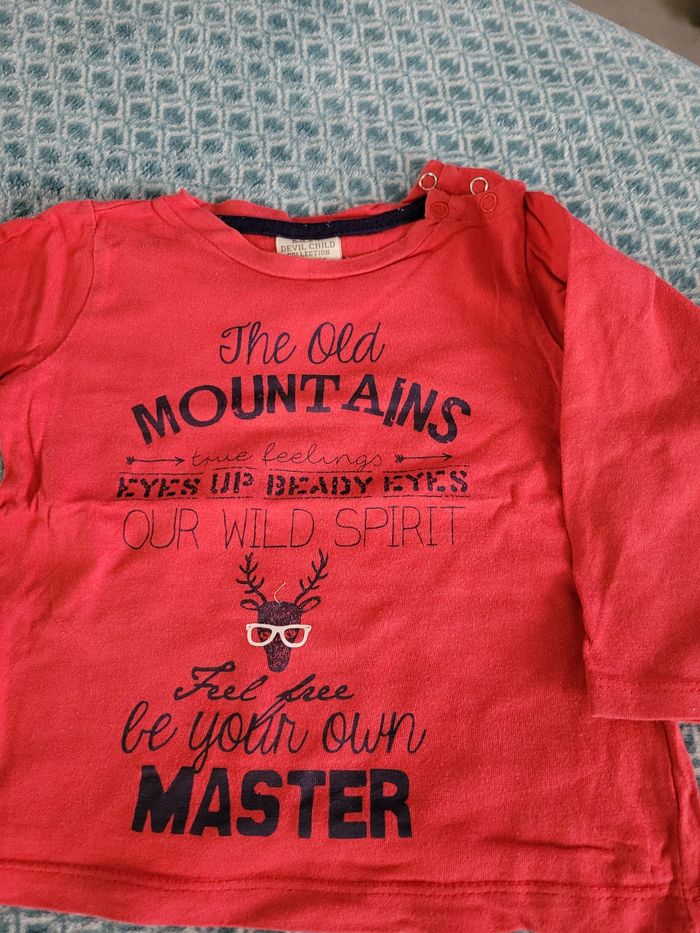 DEVIL CHILD
COLLECTION
The Old
MOUNTAINS
true feelings
EYES UP BEADY EYES
OUR WILD SPIRIT
Feel free
be your own
MASTER